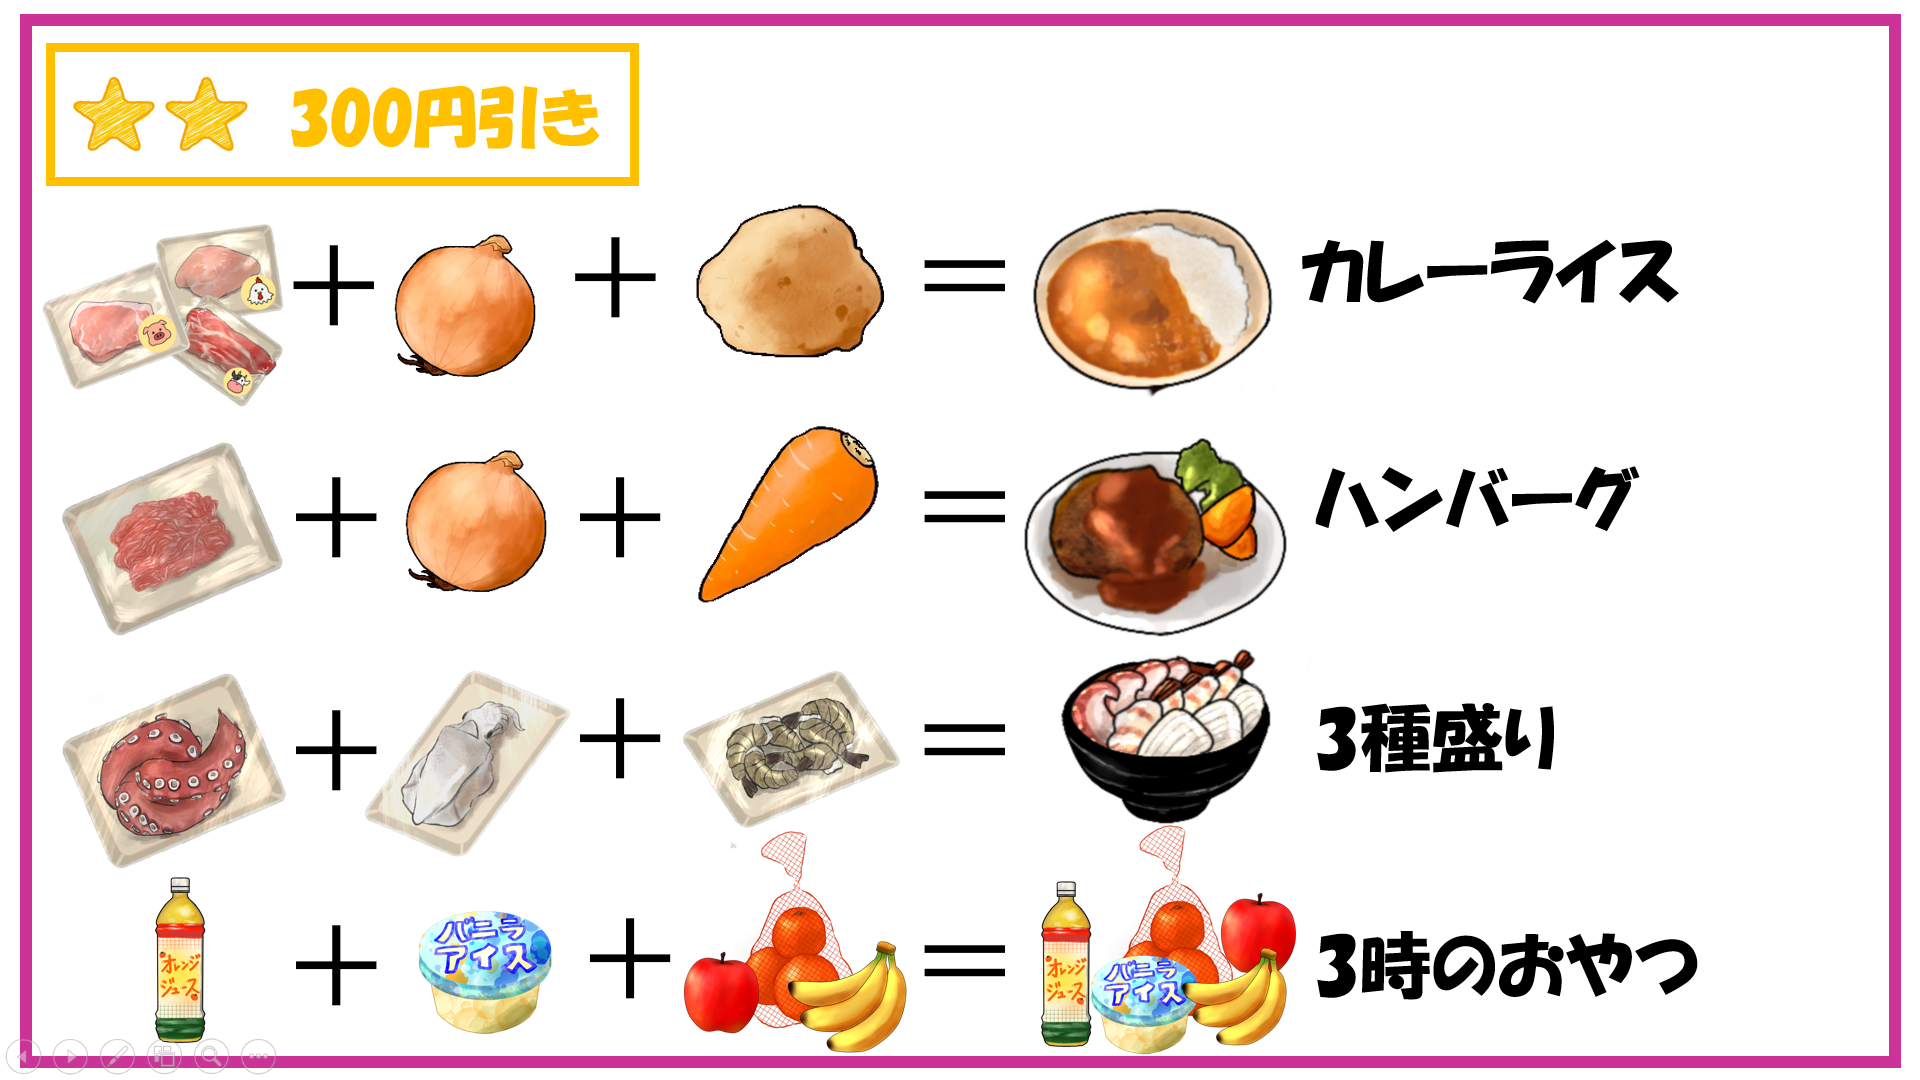 300円引き
カレーライス
ハンバーグ
3種盛り
オレンジ
ジュース
バニラ
アイス
オレンジ
ジュース
バニラ
アイス
3時のおやつ